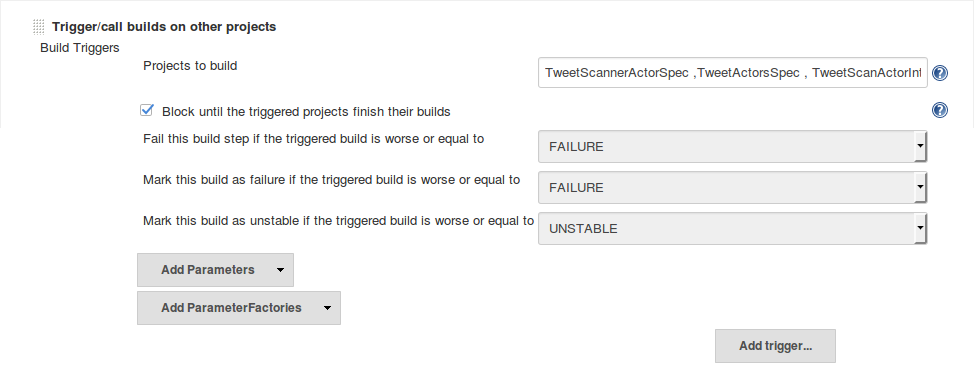 Trigger/call builds on other projects
Build Triggers
Projects to build
TweetScannerActorSpec ,TweetActorsSpec , TweetScanActorInt
Block until the triggered projects finish their builds
Fail this build step if the triggered build is worse or equal to
FAILURE
Mark this build as failure if the triggered build is worse or equal to
FAILURE
Mark this build as unstable if the triggered build is worse or equal to
UNSTABLE
Add Parameters
Add ParameterFactories
Add trigger...